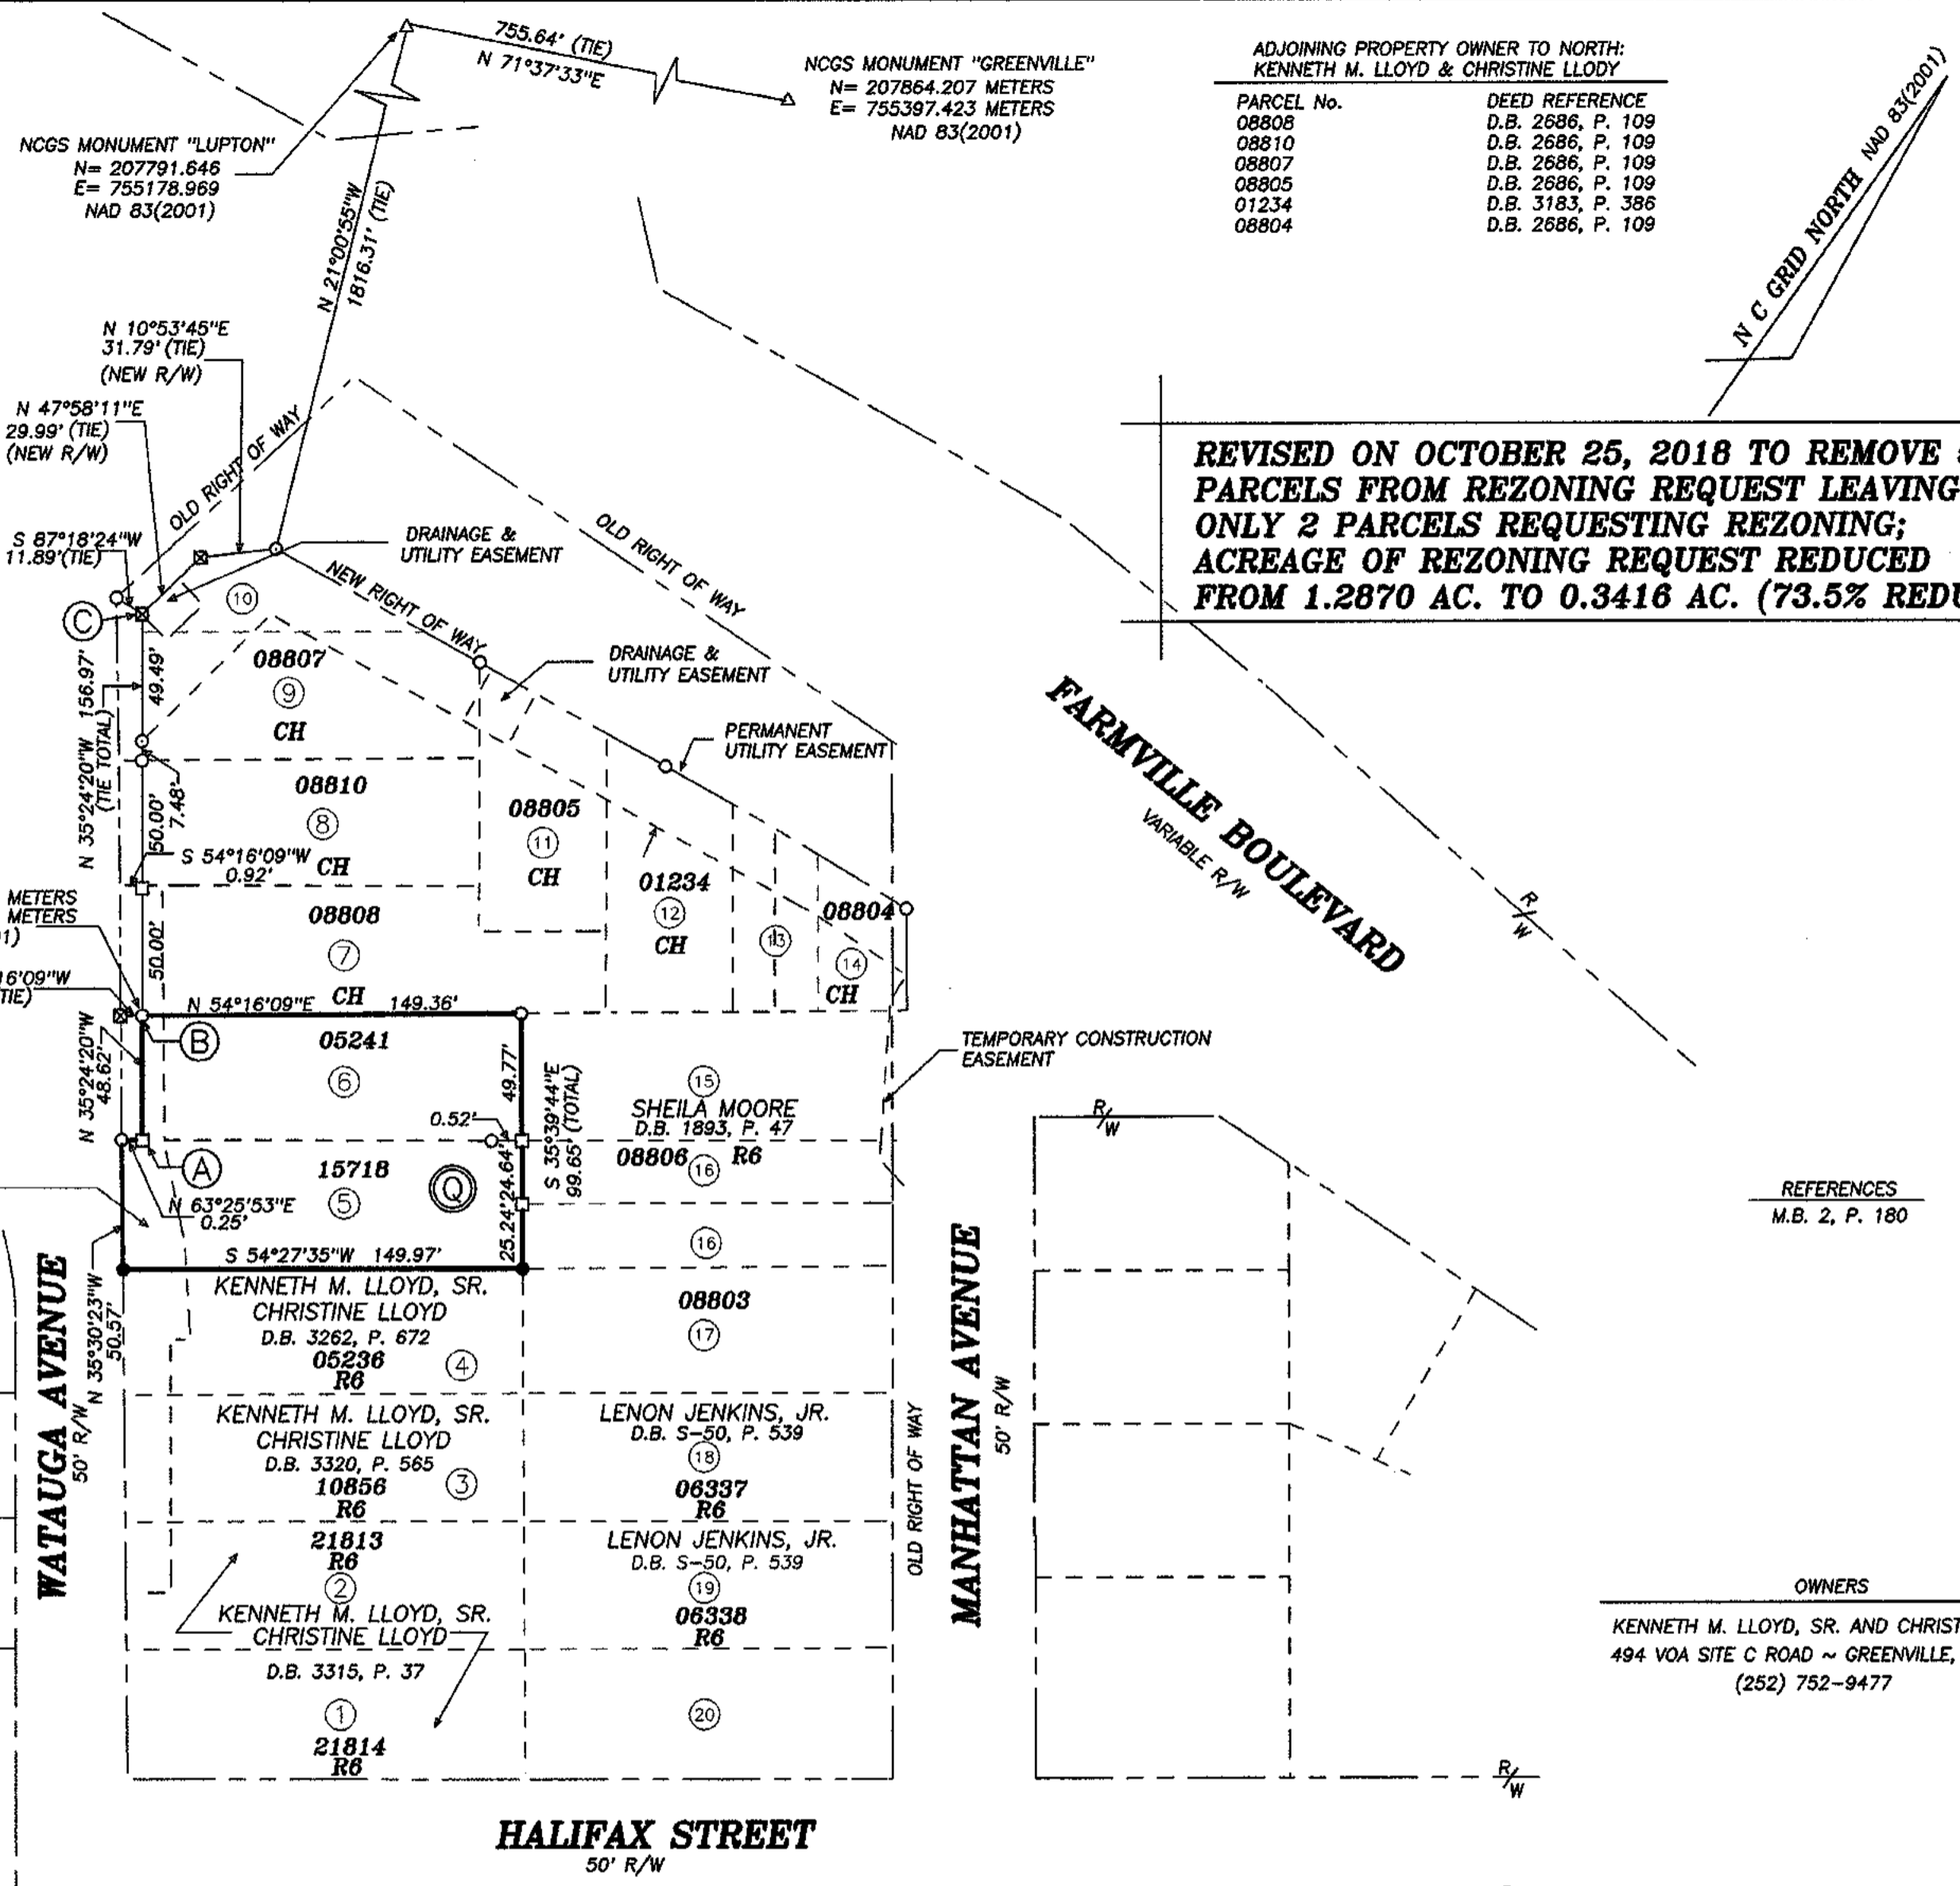 755.64' (TIE)
N 71°37'33"E
NCGS MONUMENT "GREENVILLE"
N= 207864.207 METERS
E= 755397.423 METERS
NAD 83(2001)
ADJOINING PROPERTY OWNER TO NORTH:
KENNETH M. LLOYD & CHRISTINE LLODY
PARCEL No. DEED REFERENCE
08808 D.B. 2686, P. 109
08810 D.B. 2686, P. 109
08807 D.B. 2686, P. 109
08805 D.B. 2686, P. 109
01234 D.B. 3183, P. 386
08804 D.B. 2686, P. 109
N C GRID NORTH NAD 83(2001)
NCGS MONUMENT "LUPTON"
N= 207791.646
E= 755178.969
NAD 83(2001)
N 21°00'55"W
1816.31' (TIE)
N 10°53'45"E
31.79' (TIE)
(NEW R/W)
N 47°58'11"E
29.99' (TIE)
(NEW R/W)
S 87°18'24"W
11.89'(TIE)
OLD RIGHT OF WAY
DRAINAGE &
UTILITY EASEMENT
OLD RIGHT OF WAY
NEW RIGHT OF WAY
REVISED ON OCTOBER 25, 2018 TO REMOVE
PARCELS FROM REZONING REQUEST LEAVING
ONLY 2 PARCELS REQUESTING REZONING;
ACREAGE OF REZONING REQUEST REDUCED
FROM 1.2870 AC. TO 0.3416 AC. (73.5% REDU
C
10
N 35°24'20"W 156.97'
(TIE TOTAL)
49.49'
08807
9
CH
DRAINAGE &
UTILITY EASEMENT
PERMANENT
UTILITY EASEMENT
7.48'
50.00'
08810
8
CH
S 54°16'09"W
0.92'
08805
11
CH
01234
12
CH
13
08804
14
CH
FARMVILLE BOULEVARD
VARIABLE R/W
R/W
METERS
METERS
1)
6'09"W
TIE)
50.00'
08808
7
CH
N 54°16'09"E 149.36'
B
05241
6
N 35°24'20"W
48.62'
49.77'
0.52'
S 35°39'44"E
99.65' (TOTAL)
15
SHEILA MOORE
D.B. 1893, P. 47
08806 R6
16
TEMPORARY CONSTRUCTION
EASEMENT
R/W
A
15718
5
Q
24.64'
25.24'
N 63°25'53"E
0.25'
S 54°27'35"W 149.97'
16
REFERENCES
M.B. 2, P. 180
WATAUGA AVENUE
50' R/W
N 35°30'23"W
50.57'
KENNETH M. LLOYD, SR.
CHRISTINE LLOYD
D.B. 3262, P. 672
05236
4
R6
08803
17
KENNETH M. LLOYD, SR.
CHRISTINE LLOYD
D.B. 3320, P. 565
10856
3
R6
LENON JENKINS, JR.
D.B. S-50, P. 539
18
06337
R6
OLD RIGHT OF WAY
MANHATTAN AVENUE
50' R/W
21813
R6
2
KENNETH M. LLOYD, SR.
CHRISTINE LLOYD
D.B. 3315, P. 37
1
21814
R6
LENON JENKINS, JR.
D.B. S-50, P. 539
19
06338
R6
20
R/W
OWNERS
KENNETH M. LLOYD, SR. AND CHRIST
494 VOA SITE C ROAD ~ GREENVILLE,
(252) 752-9477
HALIFAX STREET
50' R/W